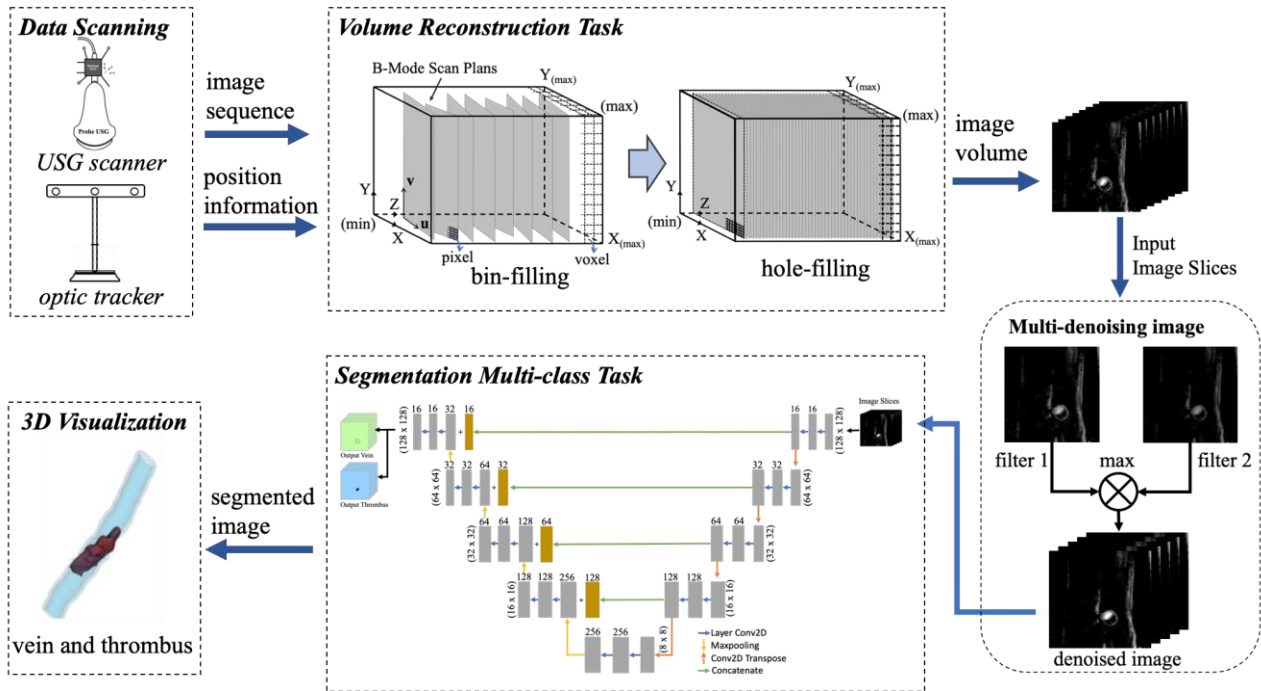 Data Scanning
Probe USG
USG scanner
optic tracker
image
sequence
position
information
Volume Reconstruction Task
B-Mode Scan Plans
Y(max)
(max)
Y
v
Z
(min)
u
X
X(max)
pixel
voxel
bin-filling
Y(max)
(max)
Y
Z
(min)
X
X(max)
hole-filling
image
volume
Input
Image Slices
Multi-denoising image
filter 1
max
filter 2
denoised image
Segmentation Multi-class Task
Output Vein
Output Thrombus
(128 x 128)
16 16 32 + 16
16 16
(128 x 128)
Image Slices
32 32 64 + 32
(64 x 64)
32 32
(64 x 64)
64 64 128 + 64
(32 x 32)
64 64
(32 x 32)
128 128 256 + 128
(16 x 16)
128 128
(16 x 16)
256 256
(8 x 8)
Layer Conv2D
Maxpooling
Conv2D Transpose
Concatenate
segmented
image
3D Visualization
vein and thrombus